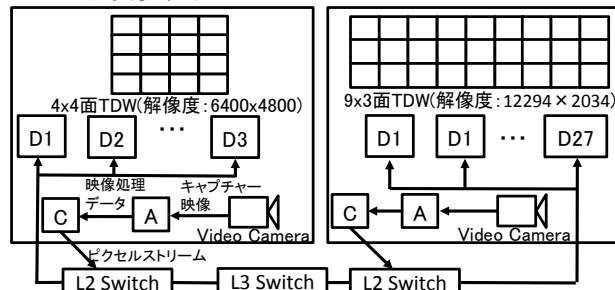 4x4面TDW(解像度:6400x4800)
D1
D2
…
D3
映像処理
データ
キャプチャー
映像
C
A
Video Camera
ピクセルストリーム
9x3面TDW(解像度:12294×2034)
D1
D1
…
D27
C
A
Video Camera
L2 Switch
L3 Switch
L2 Switch